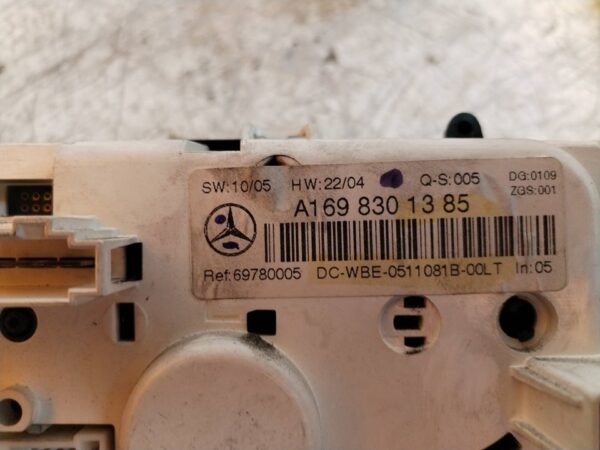 SW:10/05 HW:22/04 Q-S:005 DG:0109
ZGS:001
A169 830 13 85
Ref:69780005 DC-WBE-0511081B-00LT In:05